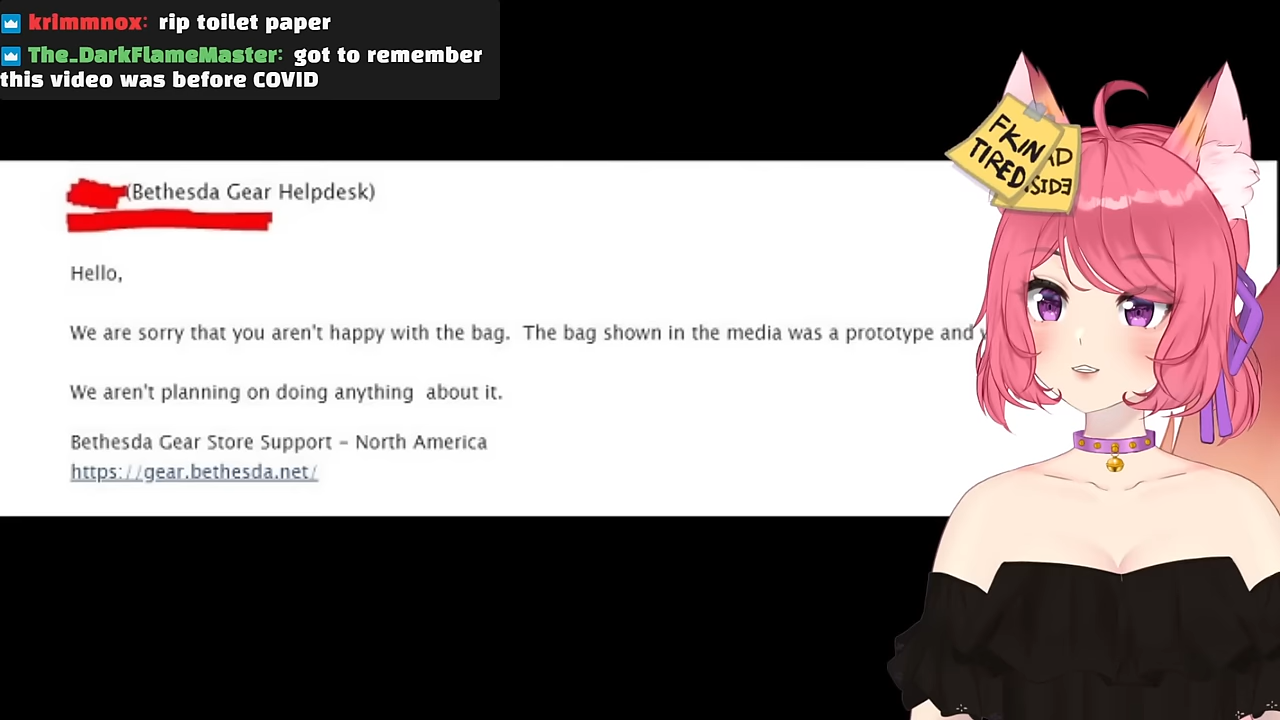 krimmnox: rip toilet paper
The_DarkFlameMaster: got to remember
this video was before COVID
(Bethesda Gear Helpdesk)
Hello,
We are sorry that you aren't happy with the bag. The bag shown in the media was a prototype and
We aren't planning on doing anything about it.
Bethesda Gear Store Support - North America
https://gear.bethesda.net/
FKIN
TIRED